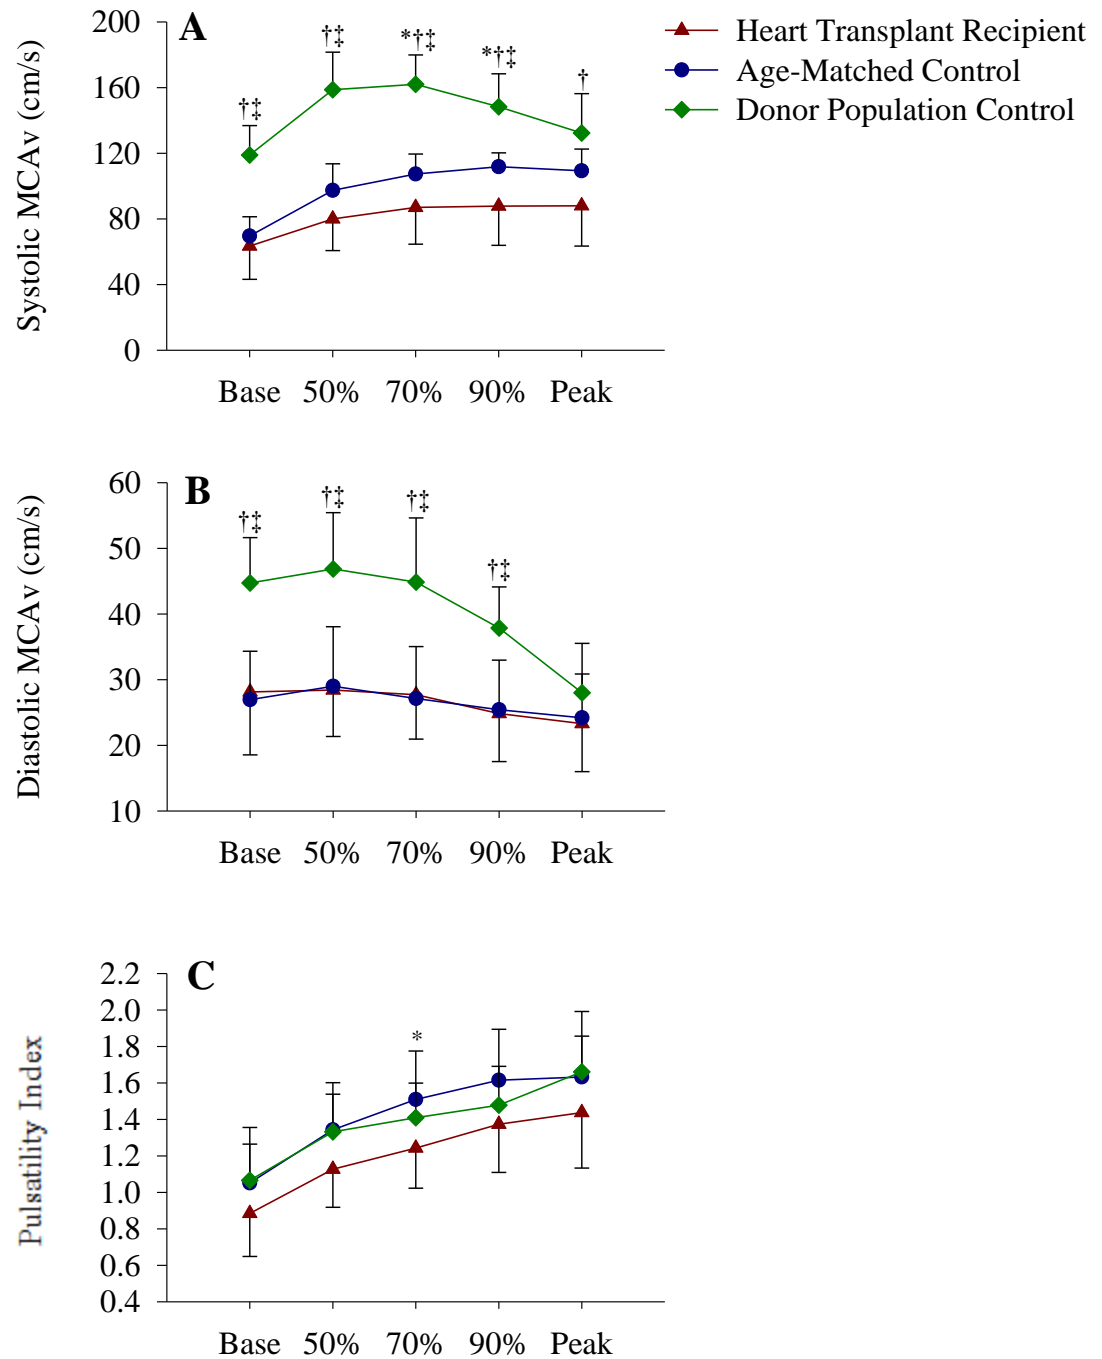 A
Systolic MCAv (cm/s)
200
160
120
80
40
0
†‡
†‡
*†‡
*†‡
†
Base 50% 70% 90% Peak
Heart Transplant Recipient
Age-Matched Control
Donor Population Control
B
Diastolic MCAv (cm/s)
60
50
40
30
20
10
†‡
†‡
†‡
†‡
Base 50% 70% 90% Peak
C
Pulsatility Index
2.2
2.0
1.8
1.6
1.4
1.2
1.0
0.8
0.6
0.4
*
Base 50% 70% 90% Peak